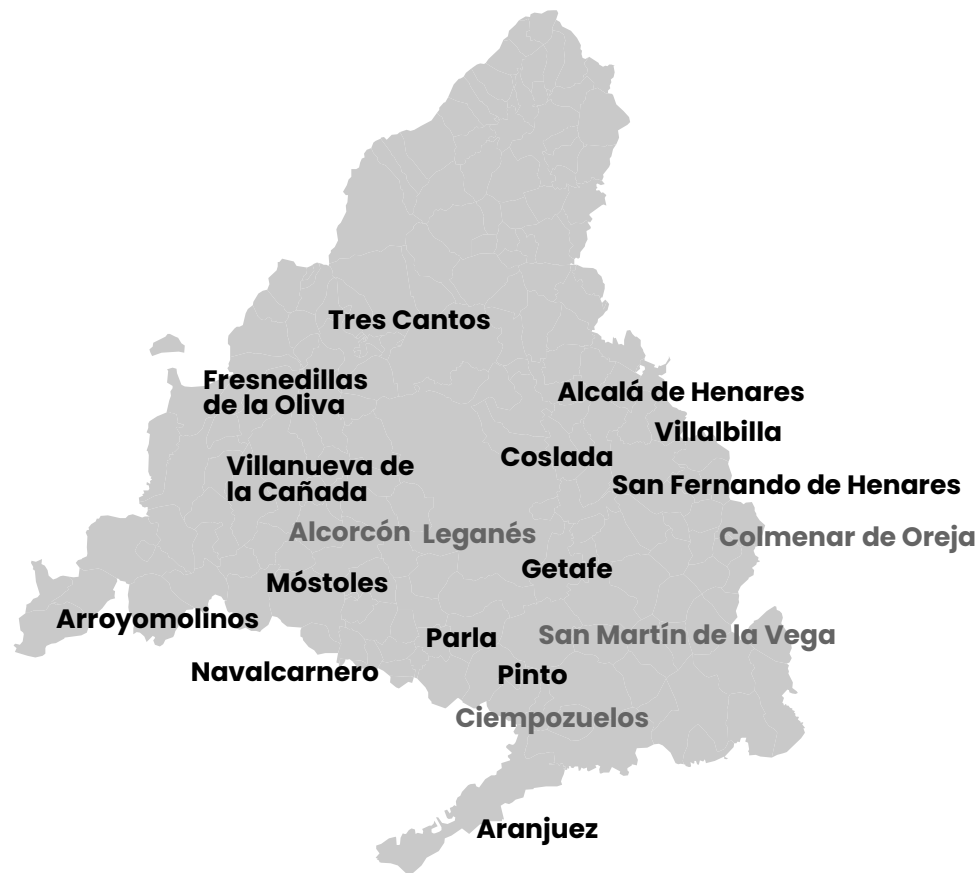 Tres Cantos
Fresnedillas
de la Oliva
Alcalá de Henares
Villalbilla
Coslada
Villanueva de
la Cañada
San Fernando de Henares
Alcorcón
Leganés
Colmenar de Oreja
Getafe
Móstoles
Arroyomolinos
Parla
San Martín de la Vega
Navalcarnero
Pinto
Ciempozuelos
Aranjuez